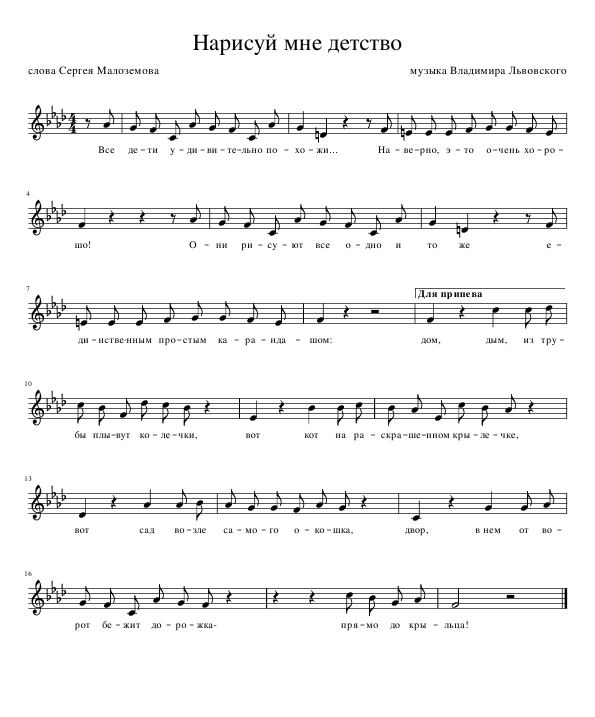 Нарисуй мне детство
слова Сергея Малоземова
музыка Владимира Львовского
Все де–ти у–ди–ви–те–льно по–хо–жи... На–ве–рно, э–то о–чень хо–ро–
4
шо! О–ни ри–су–ют все о–дно и то же е–
7
Для припева
ди–нстве–нным про–стым ка–ра–нда–шом: дом, дым, из тру–
10
бы плы–вут ко–ле–чки, вот кот на ра–скра–ше–нном кры–ле–чке,
13
вот сад во–зле са–мо–го о–ко–шка, двор, в нем от во–
16
рот бе–жит до–ро–жка- пря–мо до кры–льца!